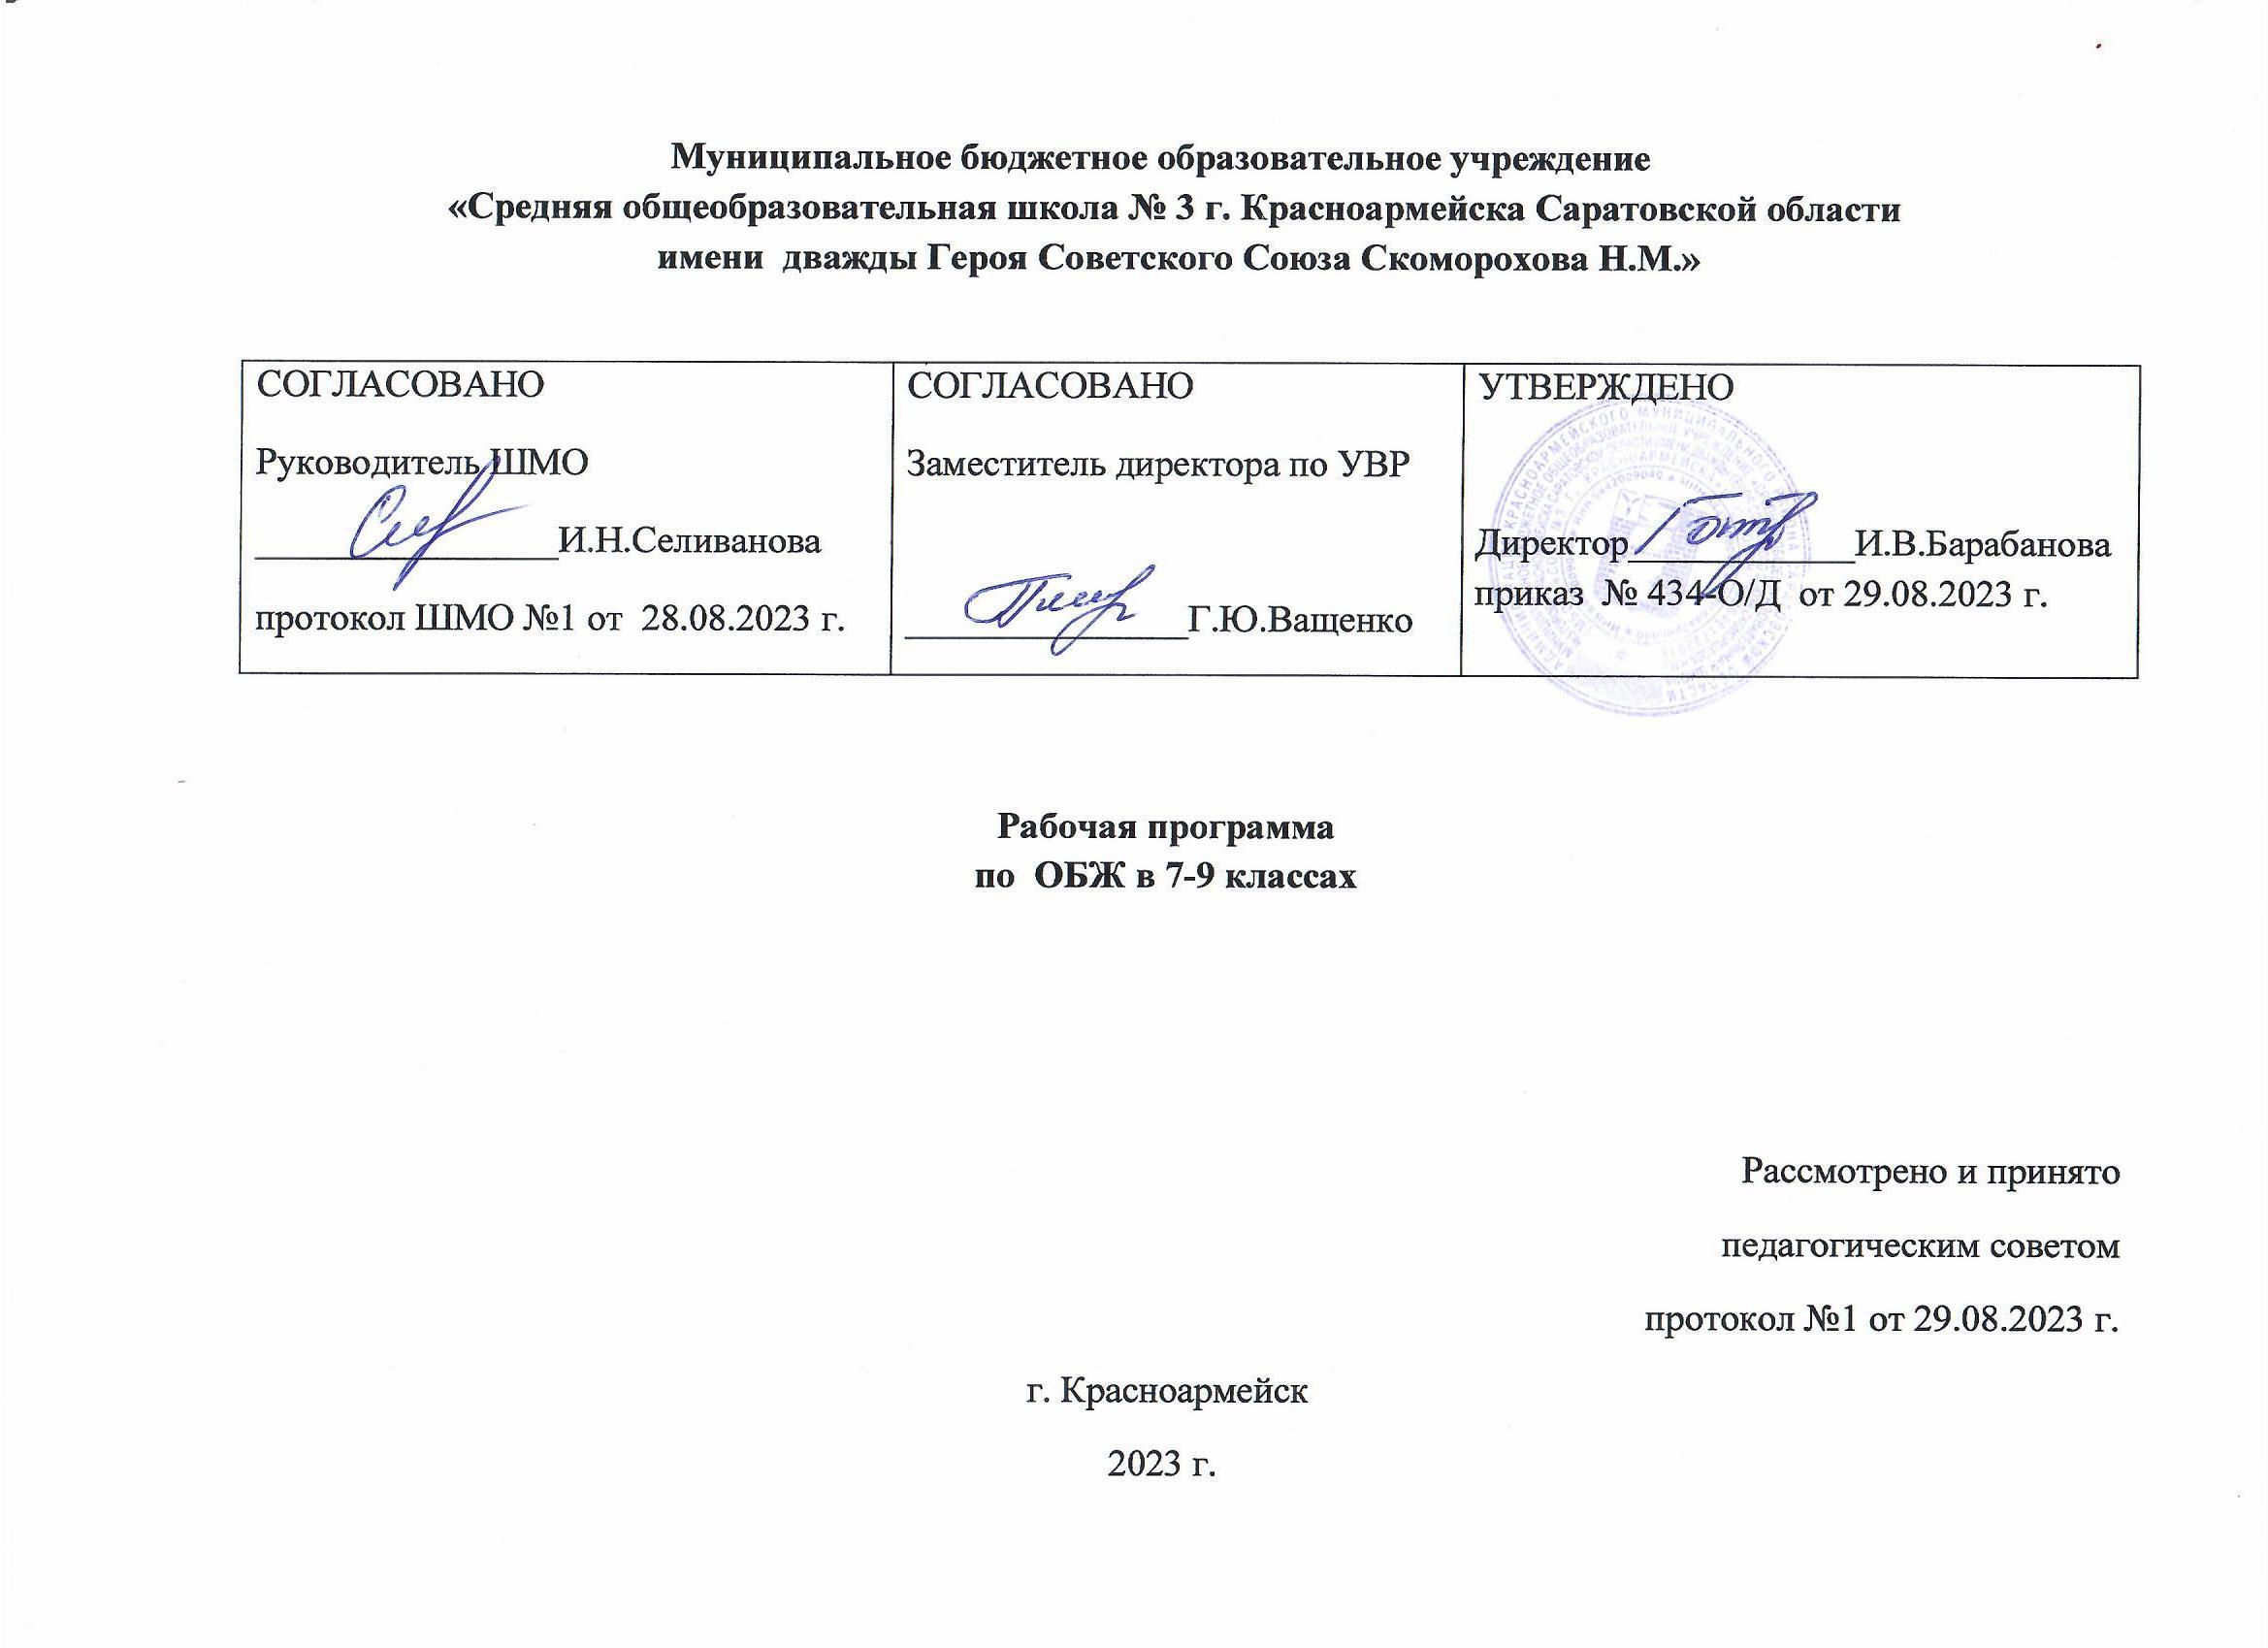 Муниципальное бюджетное образовательное учреждение
«Средняя общеобразовательная школа № 3 г. Красноармейска Саратовской области
имени дважды Героя Советского Союза Скоморохова Н.М.»
СОГЛАСОВАНО
Руководитель ШМО
________________И.Н.Селиванова
протокол ШМО №1 от 28.08.2023 г.
СОГЛАСОВАНО
Заместитель директора по УВР
_______________Г.Ю.Ващенко
УТВЕРЖДЕНО
Директор____________И.В.Барабанова
приказ № 434-О/Д от 29.08.2023 г.
Рабочая программа
по ОБЖ в 7-9 классах
Рассмотрено и принято
педагогическим советом
протокол №1 от 29.08.2023 г.
г. Красноармейск
2023 г.